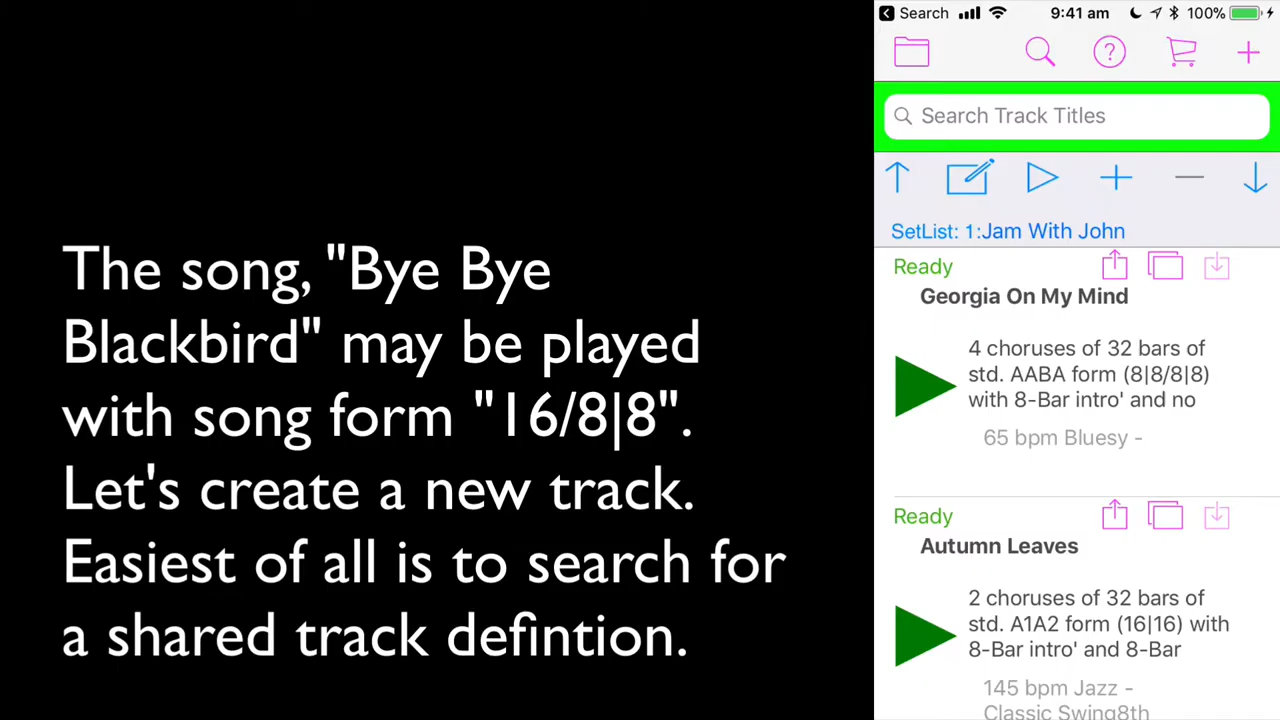 The song, "Bye Bye
Blackbird" may be played
with song form "16/8|8".
Let's create a new track.
Easiest of all is to search for
a shared track defintion.
Search 9:41 am 100%
Search Track Titles
SetList: 1:Jam With John
Ready
Georgia On My Mind
4 choruses of 32 bars of
std. AABA form (8|8/8|8)
with 8-Bar intro' and no
65 bpm Bluesy -
Ready
Autumn Leaves
2 choruses of 32 bars of
std. A1A2 form (16|16) with
8-Bar intro' and 8-Bar
145 bpm Jazz -
Classic Swing8th